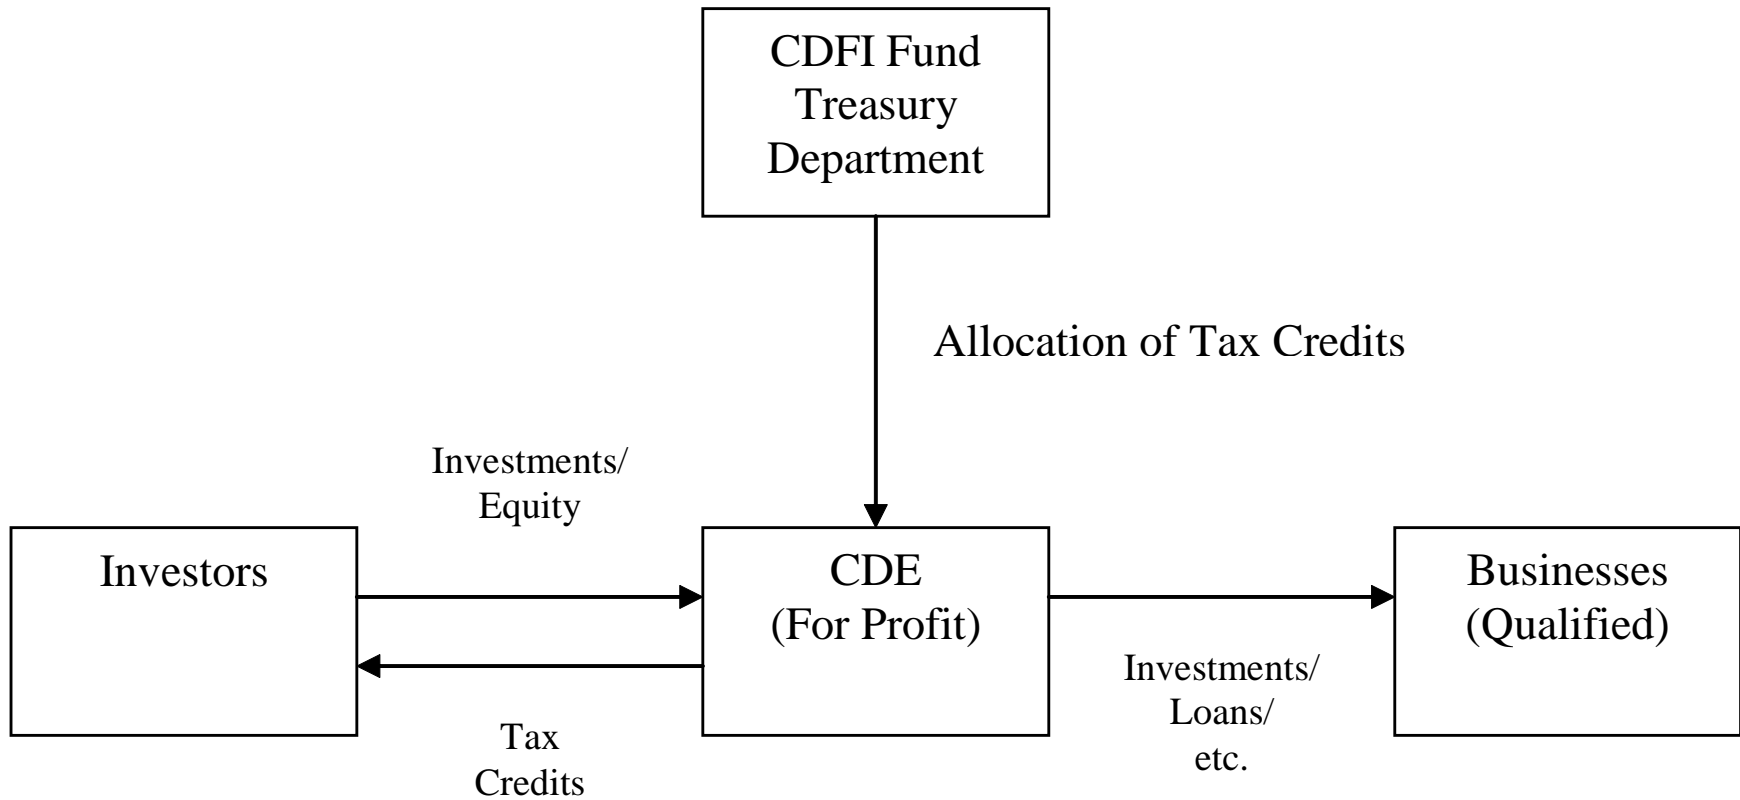 CDFI Fund
Treasury
Department
Allocation of Tax Credits
Investments/
Equity
Investors
CDE
(For Profit)
Businesses
(Qualified)
Tax
Credits
Investments/
Loans/
etc.